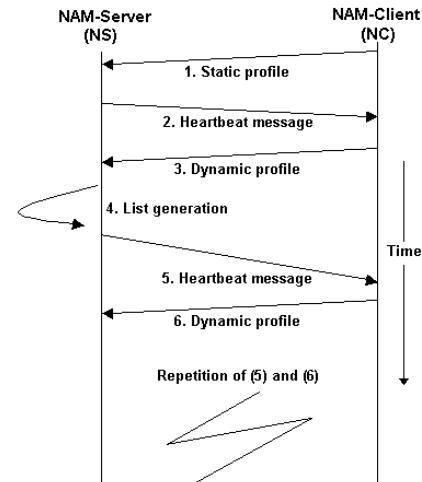 NAM-Server
(NS)
NAM-Client
(NC)
1. Static profile
2. Heartbeat message
3. Dynamic profile
4. List generation
Time
5. Heartbeat message
6. Dynamic profile
Repetition of (5) and (6)